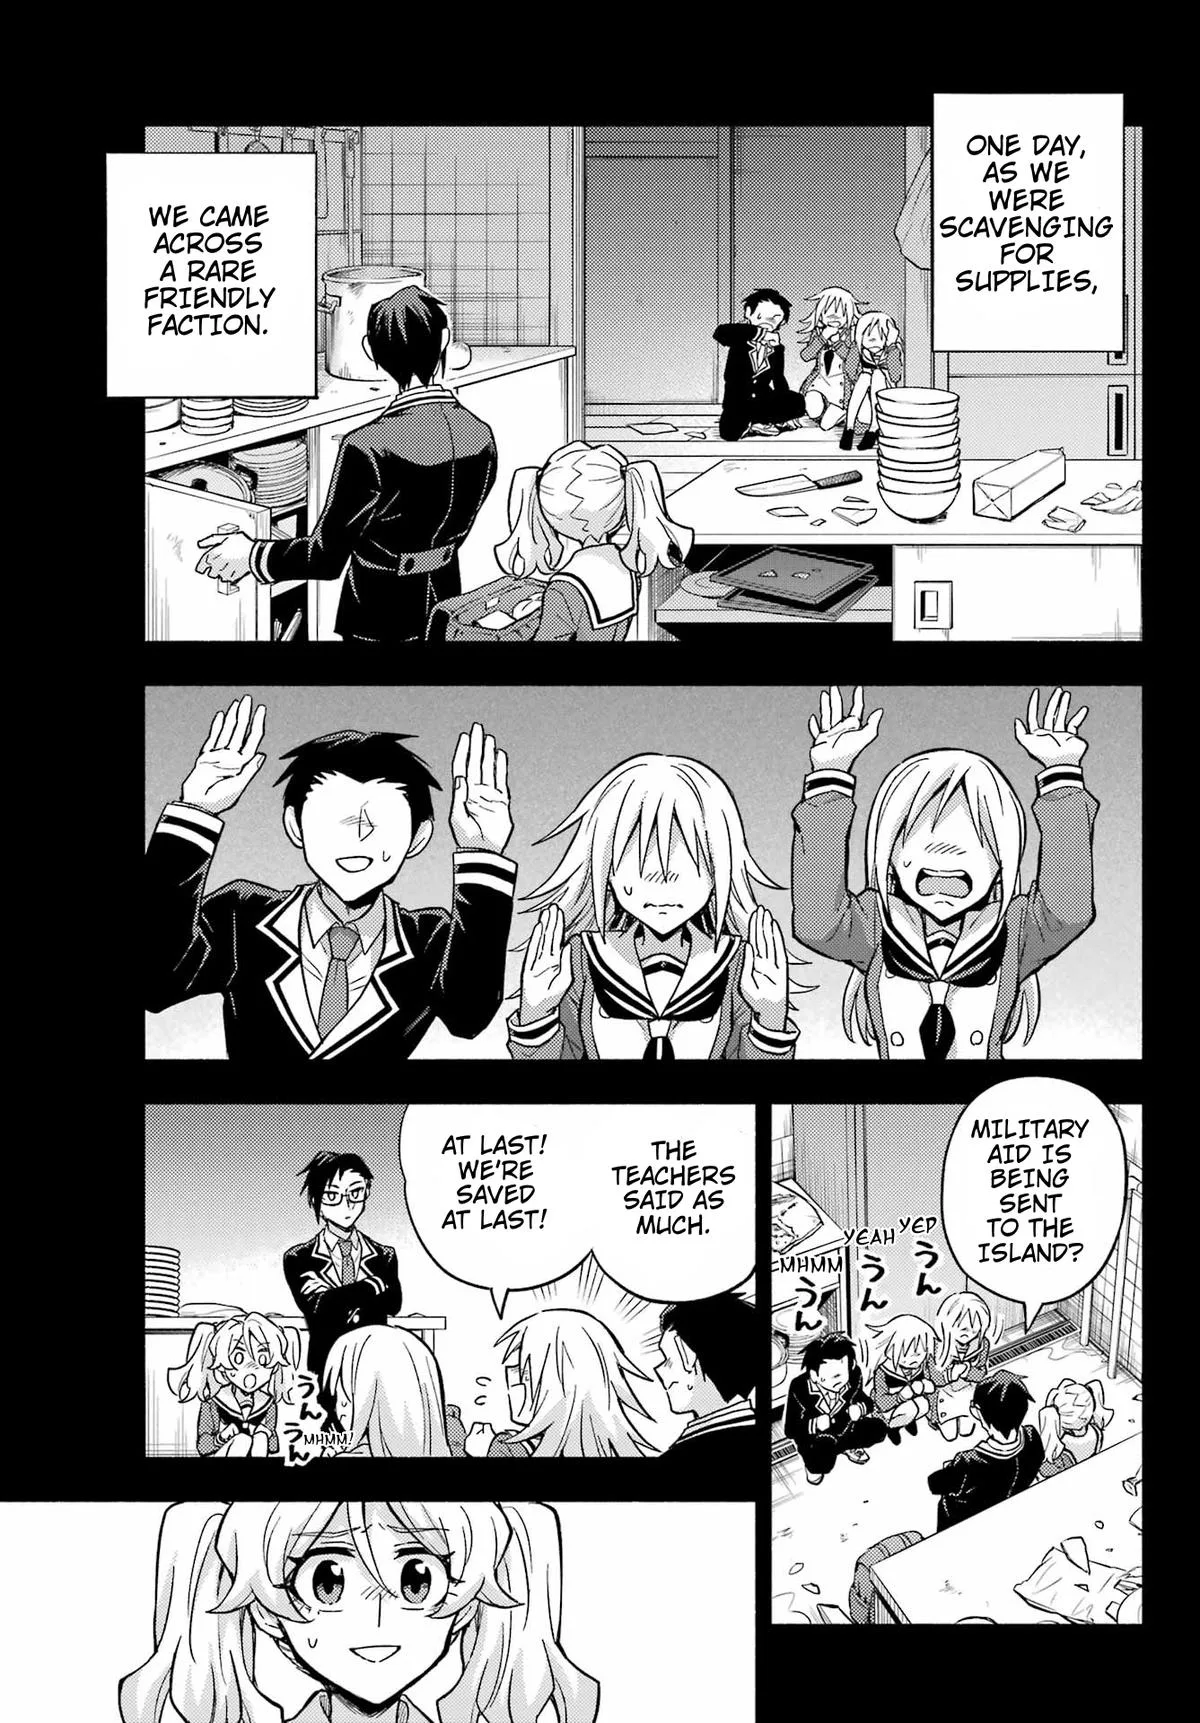 ONE DAY,
AS WE
WERE
SCAVENGING
FOR
SUPPLIES,
WE CAME
ACROSS
A RARE
FRIENDLY
FACTION.
MILITARY
AID IS
BEING
SENT
TO THE
ISLAND?
YEP
うん
YEAH
うん
MHMM
うん
THE
TEACHERS
SAID AS
MUCH.
AT LAST!
WE'RE
SAVED
AT LAST!
うん
うん
MHMM!